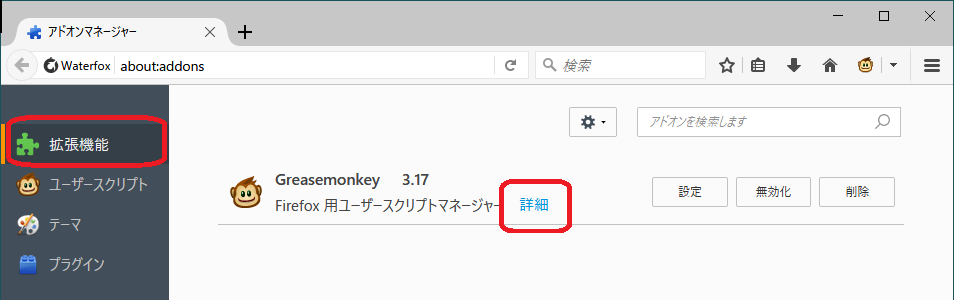 アドオンマネージャー
Waterfox about:addons 検索
拡張機能
ユーザースクリプト
テーマ
プラグイン
アドオンを検索します
Greasemonkey 3.17
Firefox 用ユーザースクリプトマネージャー 詳細
設定 無効化 削除